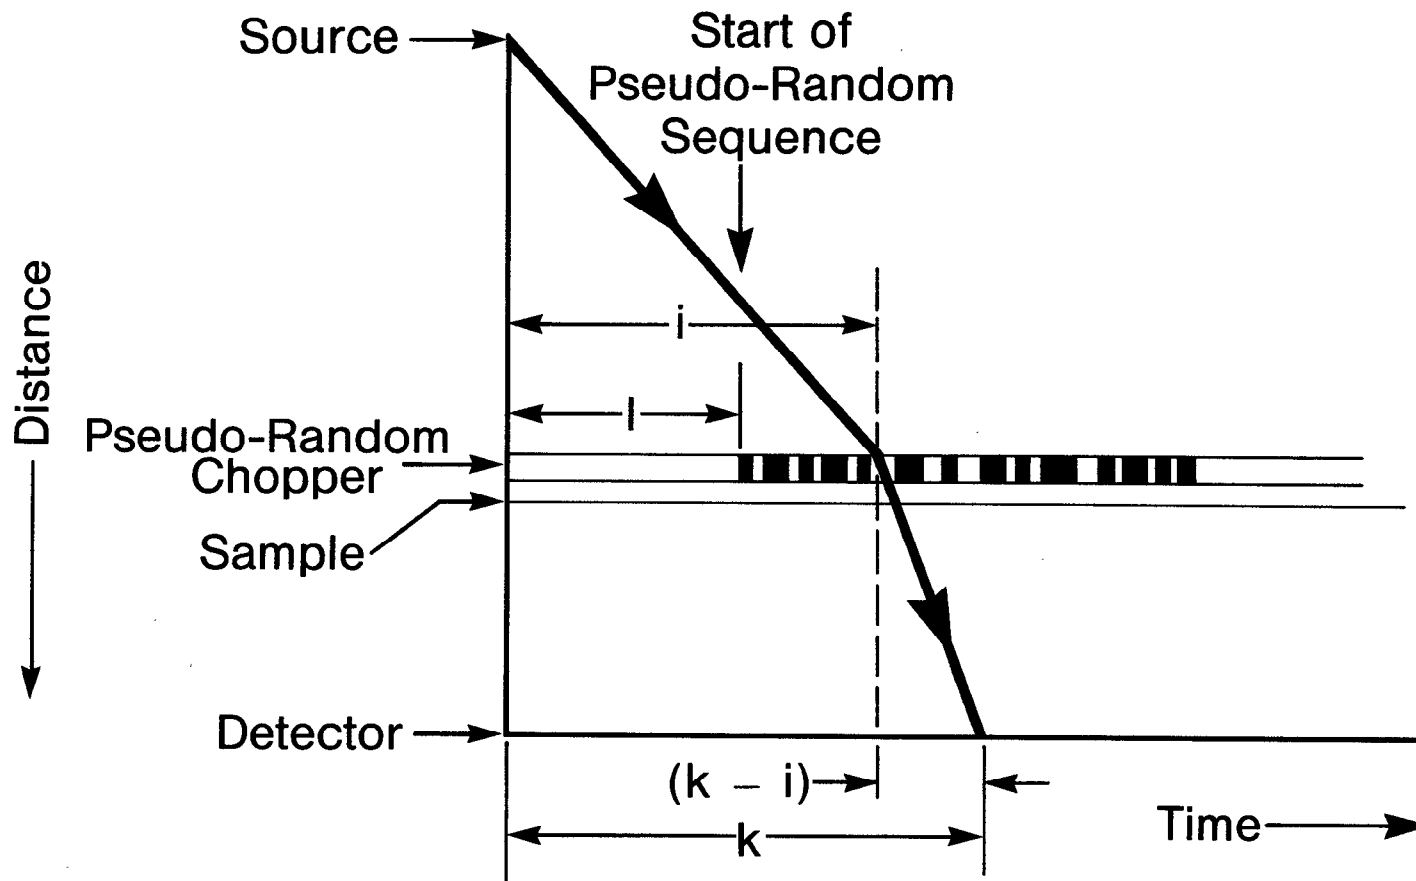 Source
Start of
Pseudo-Random
Sequence
Distance
i
l
Pseudo-Random
Chopper
Sample
Detector
(k – i)
k
Time